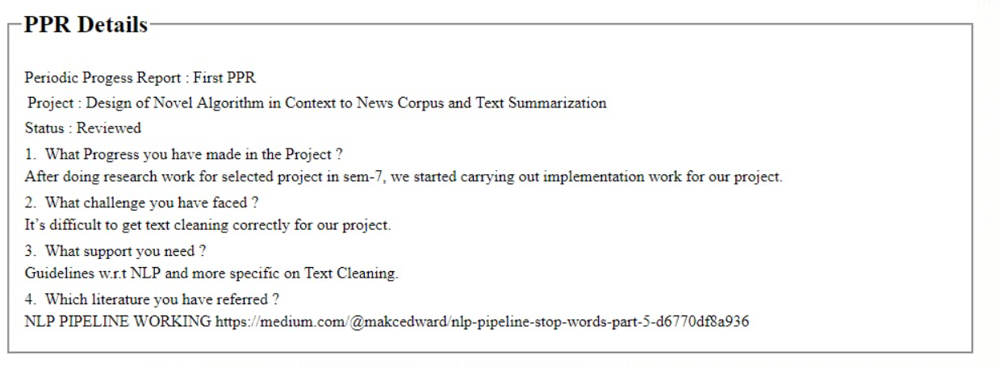 PPR Details
Periodic Progess Report : First PPR
Project : Design of Novel Algorithm in Context to News Corpus and Text Summarization
Status : Reviewed
1. What Progress you have made in the Project ?
After doing research work for selected project in sem-7, we started carrying out implementation work for our project.
2. What challenge you have faced ?
It's difficult to get text cleaning correctly for our project.
3. What support you need ?
Guidelines w.r.t NLP and more specific on Text Cleaning.
4. Which literature you have referred ?
NLP PIPELINE WORKING https://medium.com/@makcedward/nlp-pipeline-stop-words-part-5-d6770df8a936